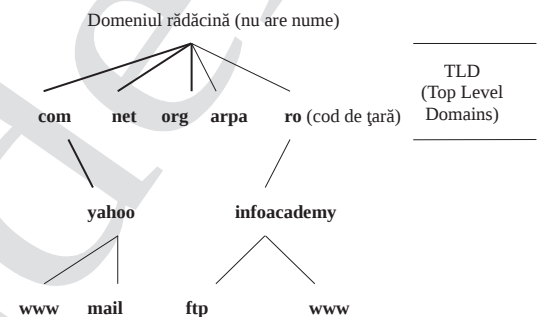 Domeniul rădăcină (nu are nume)
TLD
(Top Level
Domains)
com net org arpa ro (cod de ţară)
yahoo infoacademy
www mail ftp www